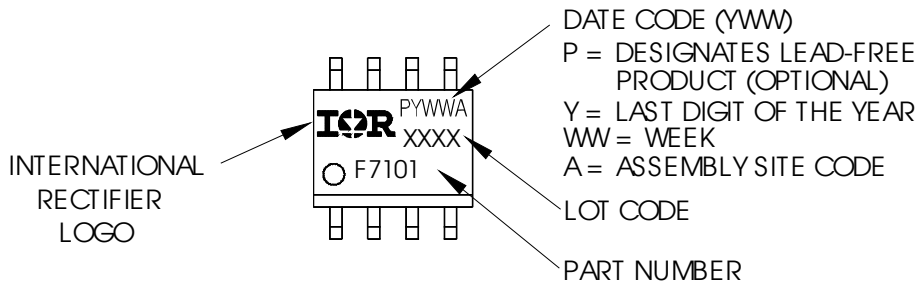 DATE CODE (YWW)
P = DESIGNATES LEAD-FREE
PRODUCT (OPTIONAL)
Y = LAST DIGIT OF THE YEAR
WW = WEEK
A = ASSEMBLY SITE CODE
LOT CODE
PART NUMBER
INTERNATIONAL
RECTIFIER
LOGO
IOR
PYWWA
XXXX
F7101